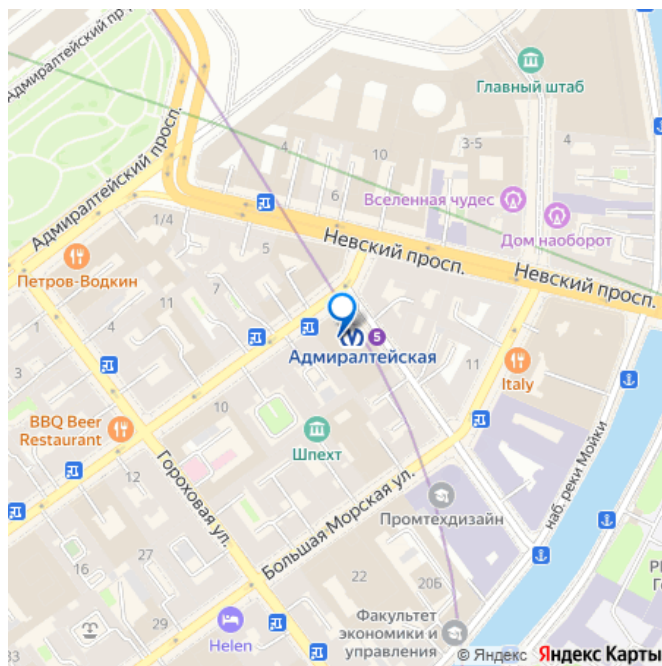 Адмиралтейский пр
Главный штаб
Адмиралтейский просп.
4
10
3-5
4
Вселенная чудес
6
1/4
Дом наоборот
Невский просп.
5
Невский просп.
Петров-Водкин
11
7
1
4
5
Адмиралтейская
3
11
Italy
10
BBQ Beer
Restaurant
Шпехт
12
Гороховая ул.
наб. реки Мойки
Большая Морская ул.
Промтехдизайн
27
16
22
20Б
29
Факультет
экономики и
управления
Helen
33
© Яндекс Яндекс Карты